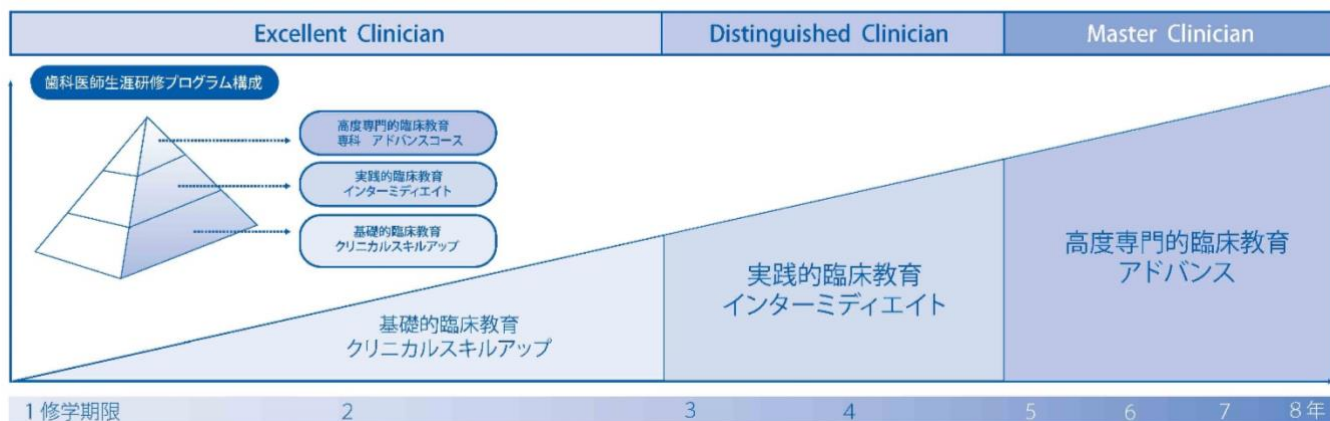 Excellent Clinician
Distinguished Clinician
Master Clinician
歯科医師生涯研修プログラム構成
高度専門的臨床教育
専科 アドバンスコース
実践的臨床教育
インターミディエイト
基礎的臨床教育
クリニカルスキルアップ
基礎的臨床教育
クリニカルスキルアップ
実践的臨床教育
インターミディエイト
高度専門的臨床教育
アドバンス
1 修学期限 2 3 4 5 6 7 8 年